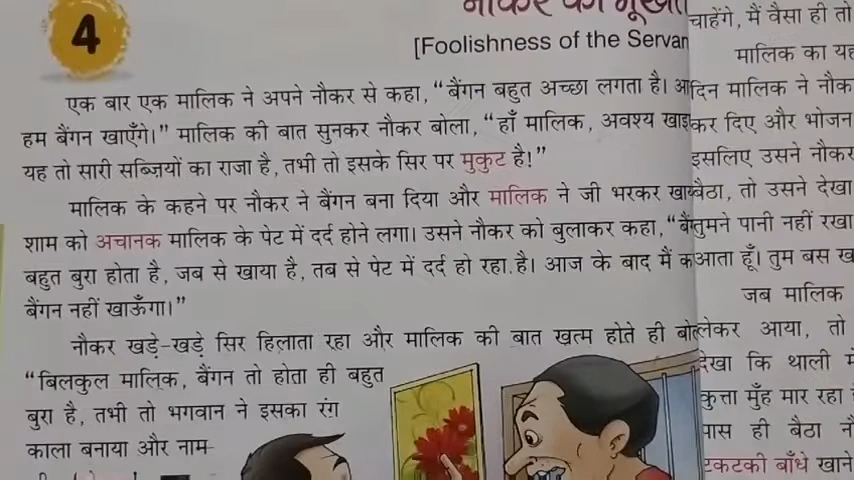 4
नौकर की मूर्खता
[Foolishness of the Servan
एक बार एक मालिक ने अपने नौकर से कहा, “बैंगन बहुत अच्छा लगता है। आ
हम बैंगन खाएँगे।” मालिक की बात सुनकर नौकर बोला, “हाँ मालिक, अवश्य खाइ
यह तो सारी सब्ज़ियों का राजा है, तभी तो इसके सिर पर मुकुट है!”
मालिक के कहने पर नौकर ने बैंगन बना दिया और मालिक ने जी भरकर खा
शाम को अचानक मालिक के पेट में दर्द होने लगा। उसने नौकर को बुलाकर कहा, “बैं
बहुत बुरा होता है, जब से खाया है, तब से पेट में दर्द हो रहा है। आज के बाद मैं क
बैंगन नहीं खाऊँगा।”
नौकर खड़े-खड़े सिर हिलाता रहा और मालिक की बात खत्म होते ही बो
“बिलकुल मालिक, बैंगन तो होता ही बहुत
बुरा है, तभी तो भगवान ने इसका रंग
काला बनाया और नाम
चाहेंगे, मैं वैसा ही तो
मालिक का यह
दिन मालिक ने नौक
कर दिए और भोजन
इसलिए उसने नौकर
बैठा, तो उसने देखा
तुमने पानी नहीं रखा
आता हूँ। तुम बस ख
जब मालिक
लेकर आया, तो
देखा कि थाली में
कुत्ता मुँह मार रहा
पास ही बैठा नौ
टकटकी बाँधे खाने